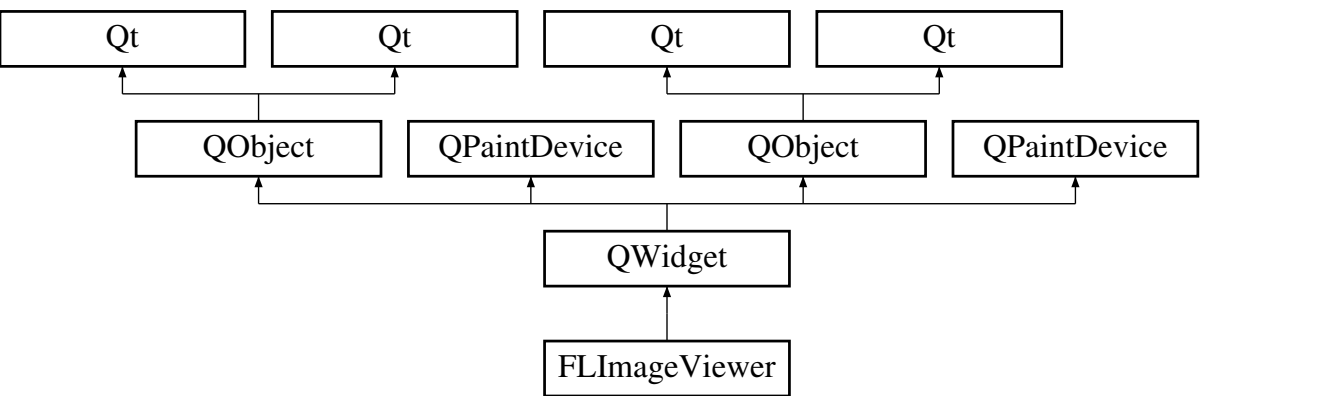 Qt Qt Qt Qt
QObject QPaintDevice QObject QPaintDevice
QWidget
FLImageViewer